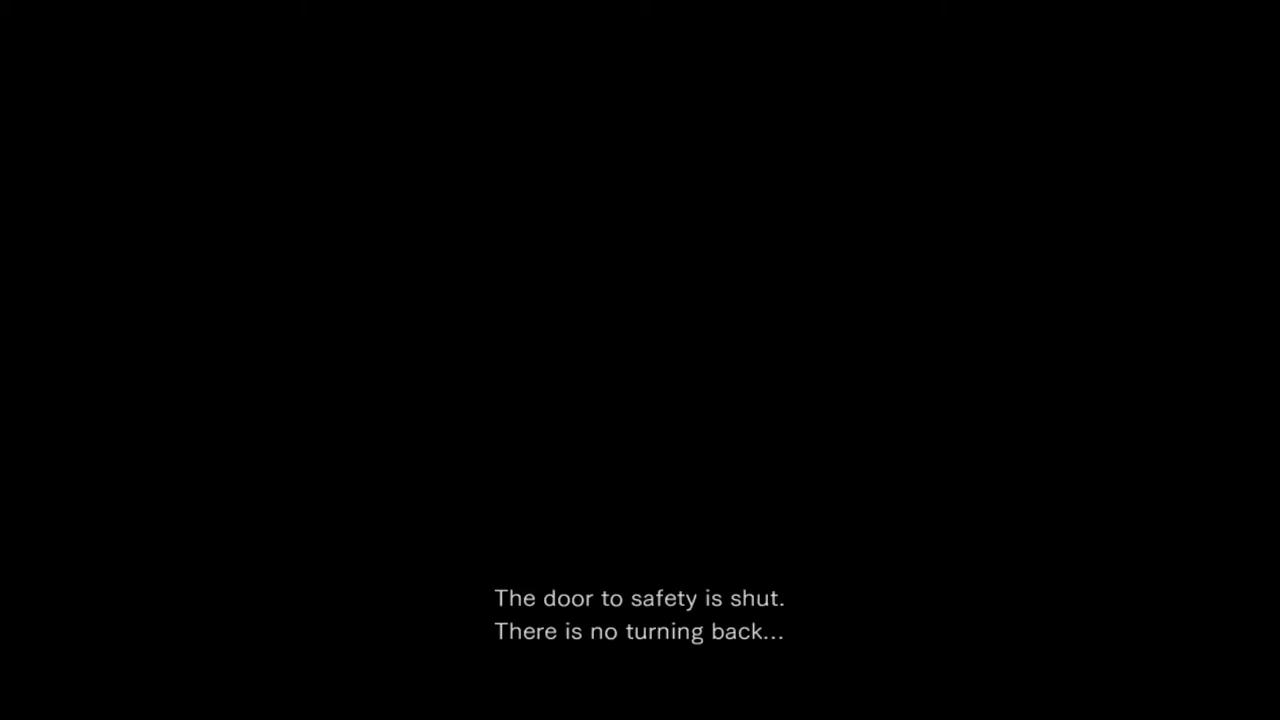 The door to safety is shut.
There is no turning back...